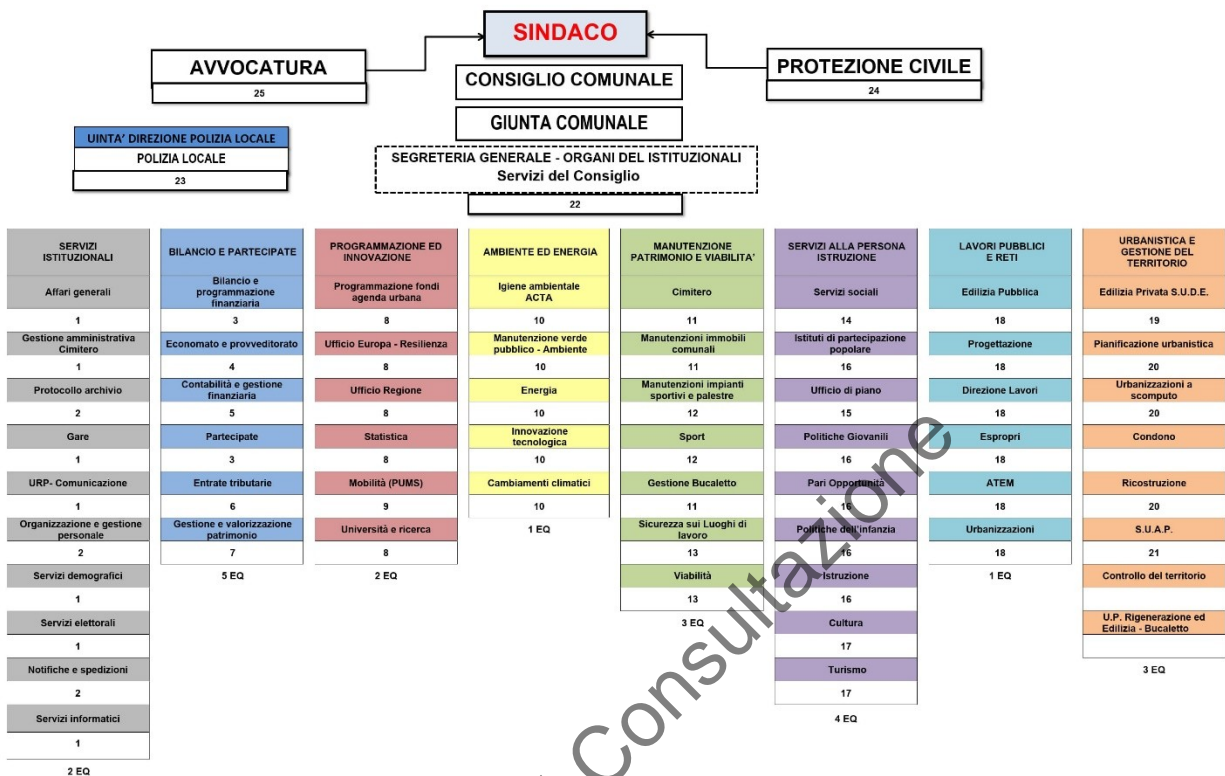 SINDACO
AVVOCATURA
25
PROTEZIONE CIVILE
24
CONSIGLIO COMUNALE
GIUNTA COMUNALE
UINTA' DIREZIONE POLIZIA LOCALE
POLIZIA LOCALE
23
SEGRETERIA GENERALE - ORGANI DEL ISTITUZIONALI
Servizi del Consiglio
22
SERVIZI
ISTITUZIONALI
Affari generali
1
Gestione amministrativa
Cimitero
1
Protocollo archivio
2
Gare
1
URP- Comunicazione
1
Organizzazione e gestione
personale
2
Servizi demografici
1
Servizi elettorali
1
Notifiche e spedizioni
2
Servizi informatici
1
2 EQ
BILANCIO E PARTECIPATE
Bilancio e
programmazione
finanziaria
3
Economato e provveditorato
4
Contabilità e gestione
finanziaria
5
Partecipate
3
Entrate tributarie
6
Gestione e valorizzazione
patrimonio
7
5 EQ
PROGRAMMAZIONE ED
INNOVAZIONE
Programmazione fondi
agenda urbana
8
Ufficio Europa - Resilienza
8
Ufficio Regione
8
Statistica
8
Mobilità (PUMS)
9
Università e ricerca
8
2 EQ
AMBIENTE ED ENERGIA
Igiene ambientale
ACTA
10
Manutenzione verde
pubblico - Ambiente
10
Energia
10
Innovazione
tecnologica
10
Cambiamenti climatici
10
1 EQ
MANUTENZIONE
PATRIMONIO E VIABILITA'
Cimitero
11
Manutenzioni immobili
comunali
11
Manutenzioni impianti
sportivi e palestre
12
Sport
12
Gestione Bucaletto
11
Sicurezza sui Luoghi di
lavoro
13
Viabilità
13
3 EQ
SERVIZI ALLA PERSONA
ISTRUZIONE
Servizi sociali
14
Istituti di partecipazione
popolare
16
Ufficio di piano
15
Politiche Giovanili
16
Pari Opportunità
16
Politiche dell'infanzia
16
Istruzione
16
Cultura
17
Turismo
17
4 EQ
LAVORI PUBBLICI
E RETI
Edilizia Pubblica
18
Progettazione
18
Direzione Lavori
18
Espropri
18
ATEM
18
Urbanizzazioni
18
1 EQ
URBANISTICA E
GESTIONE DEL
TERRITORIO
Edilizia Privata S.U.D.E.
19
Pianificazione urbanistica
20
Urbanizzazioni a
scomputo
20
Condono
19
Ricostruzione
20
S.U.A.P.
21
Controllo del territorio
U.P. Rigenerazione ed
Edilizia - Bucaletto
3 EQ
Consultazione